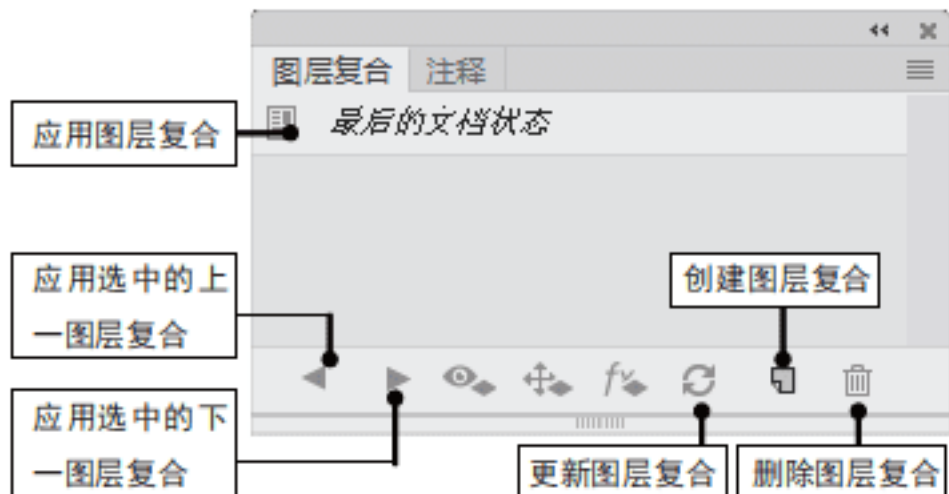 图层复合 注释
应用图层复合
最后的文档状态
应用选中的上
一图层复合
创建图层复合
应用选中的下
一图层复合
更新图层复合
删除图层复合